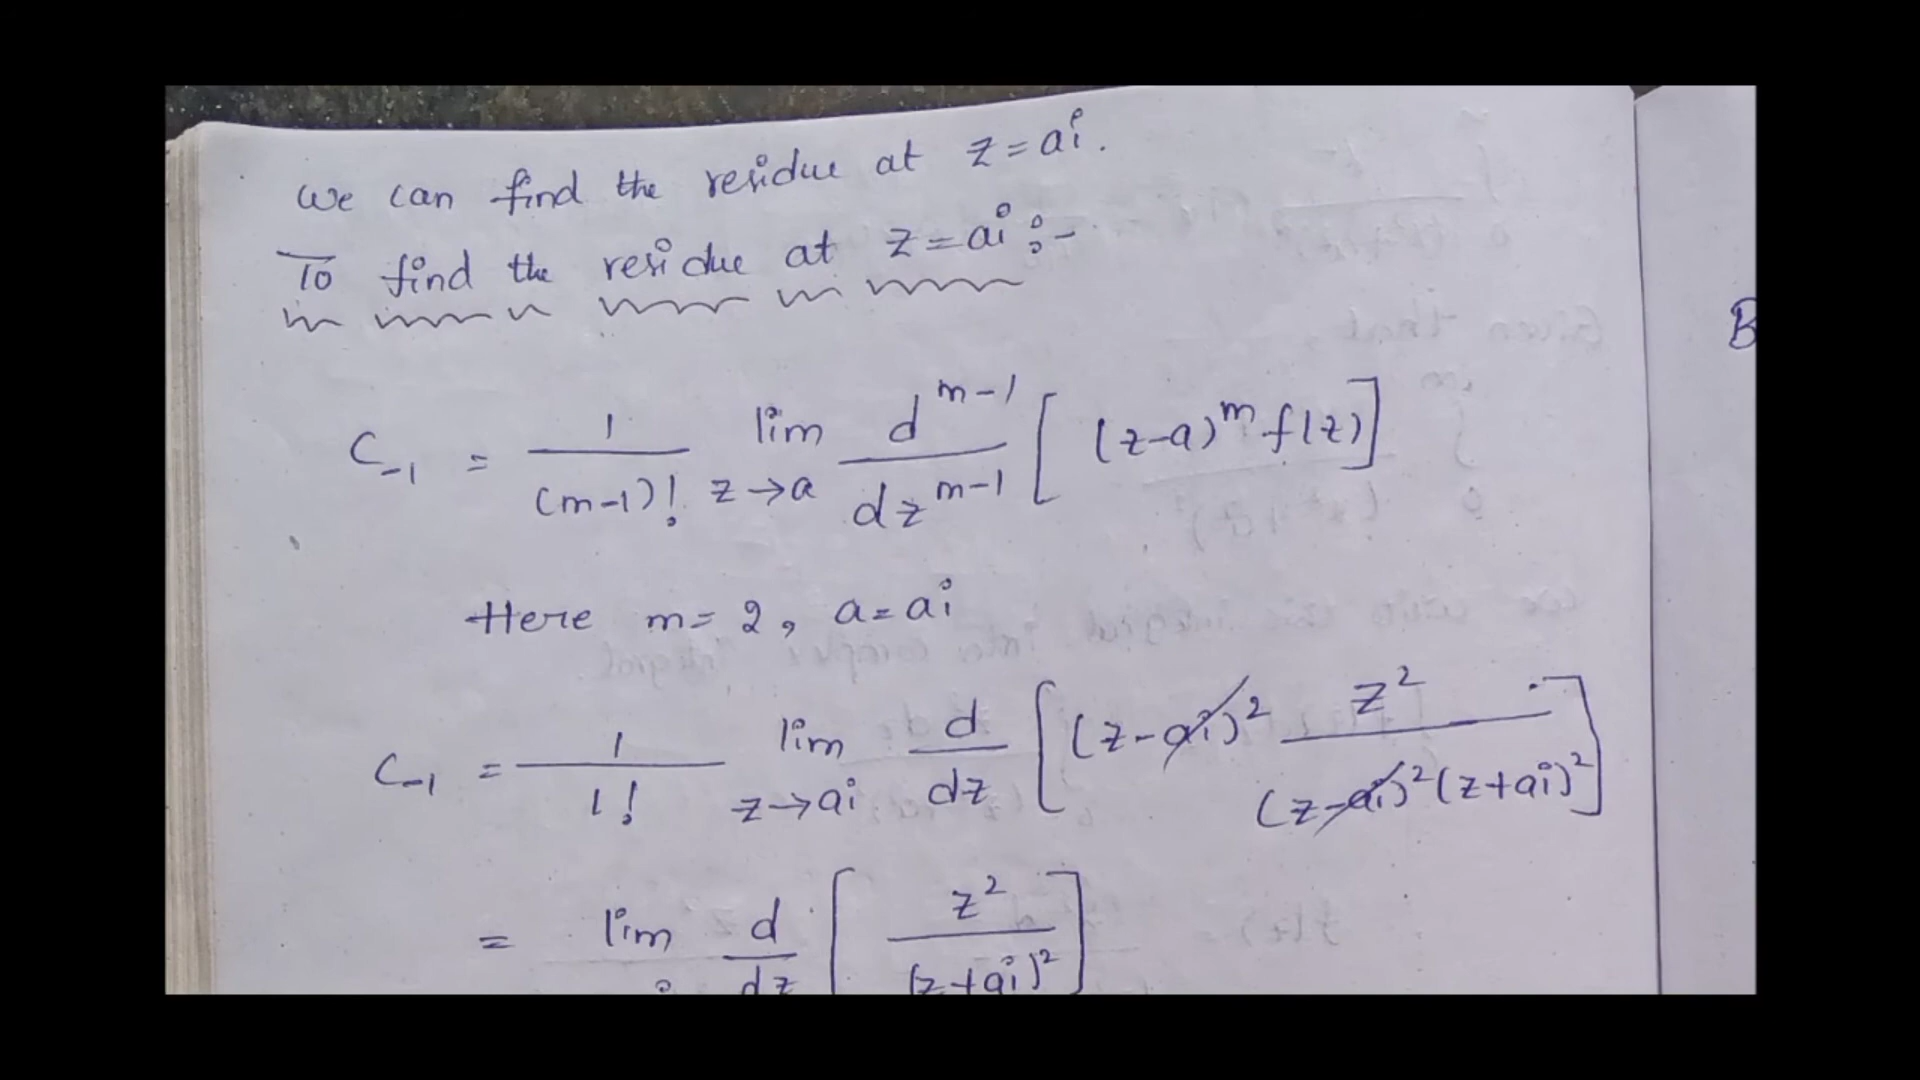 We can find the residue at z = ai.
To find the residue at z = ai :-
C₋₁ = 1/(m-1)! lim z→a d^(m-1)/dz^(m-1) [ (z-a)^m f(z) ]
Here m = 2, a = ai
C₋₁ = 1/1! lim z→ai d/dz [ (z-ai)² z²/((z-ai)² (z+ai)²) ]
= lim d/dz [ z²/(z+ai)² ]
B